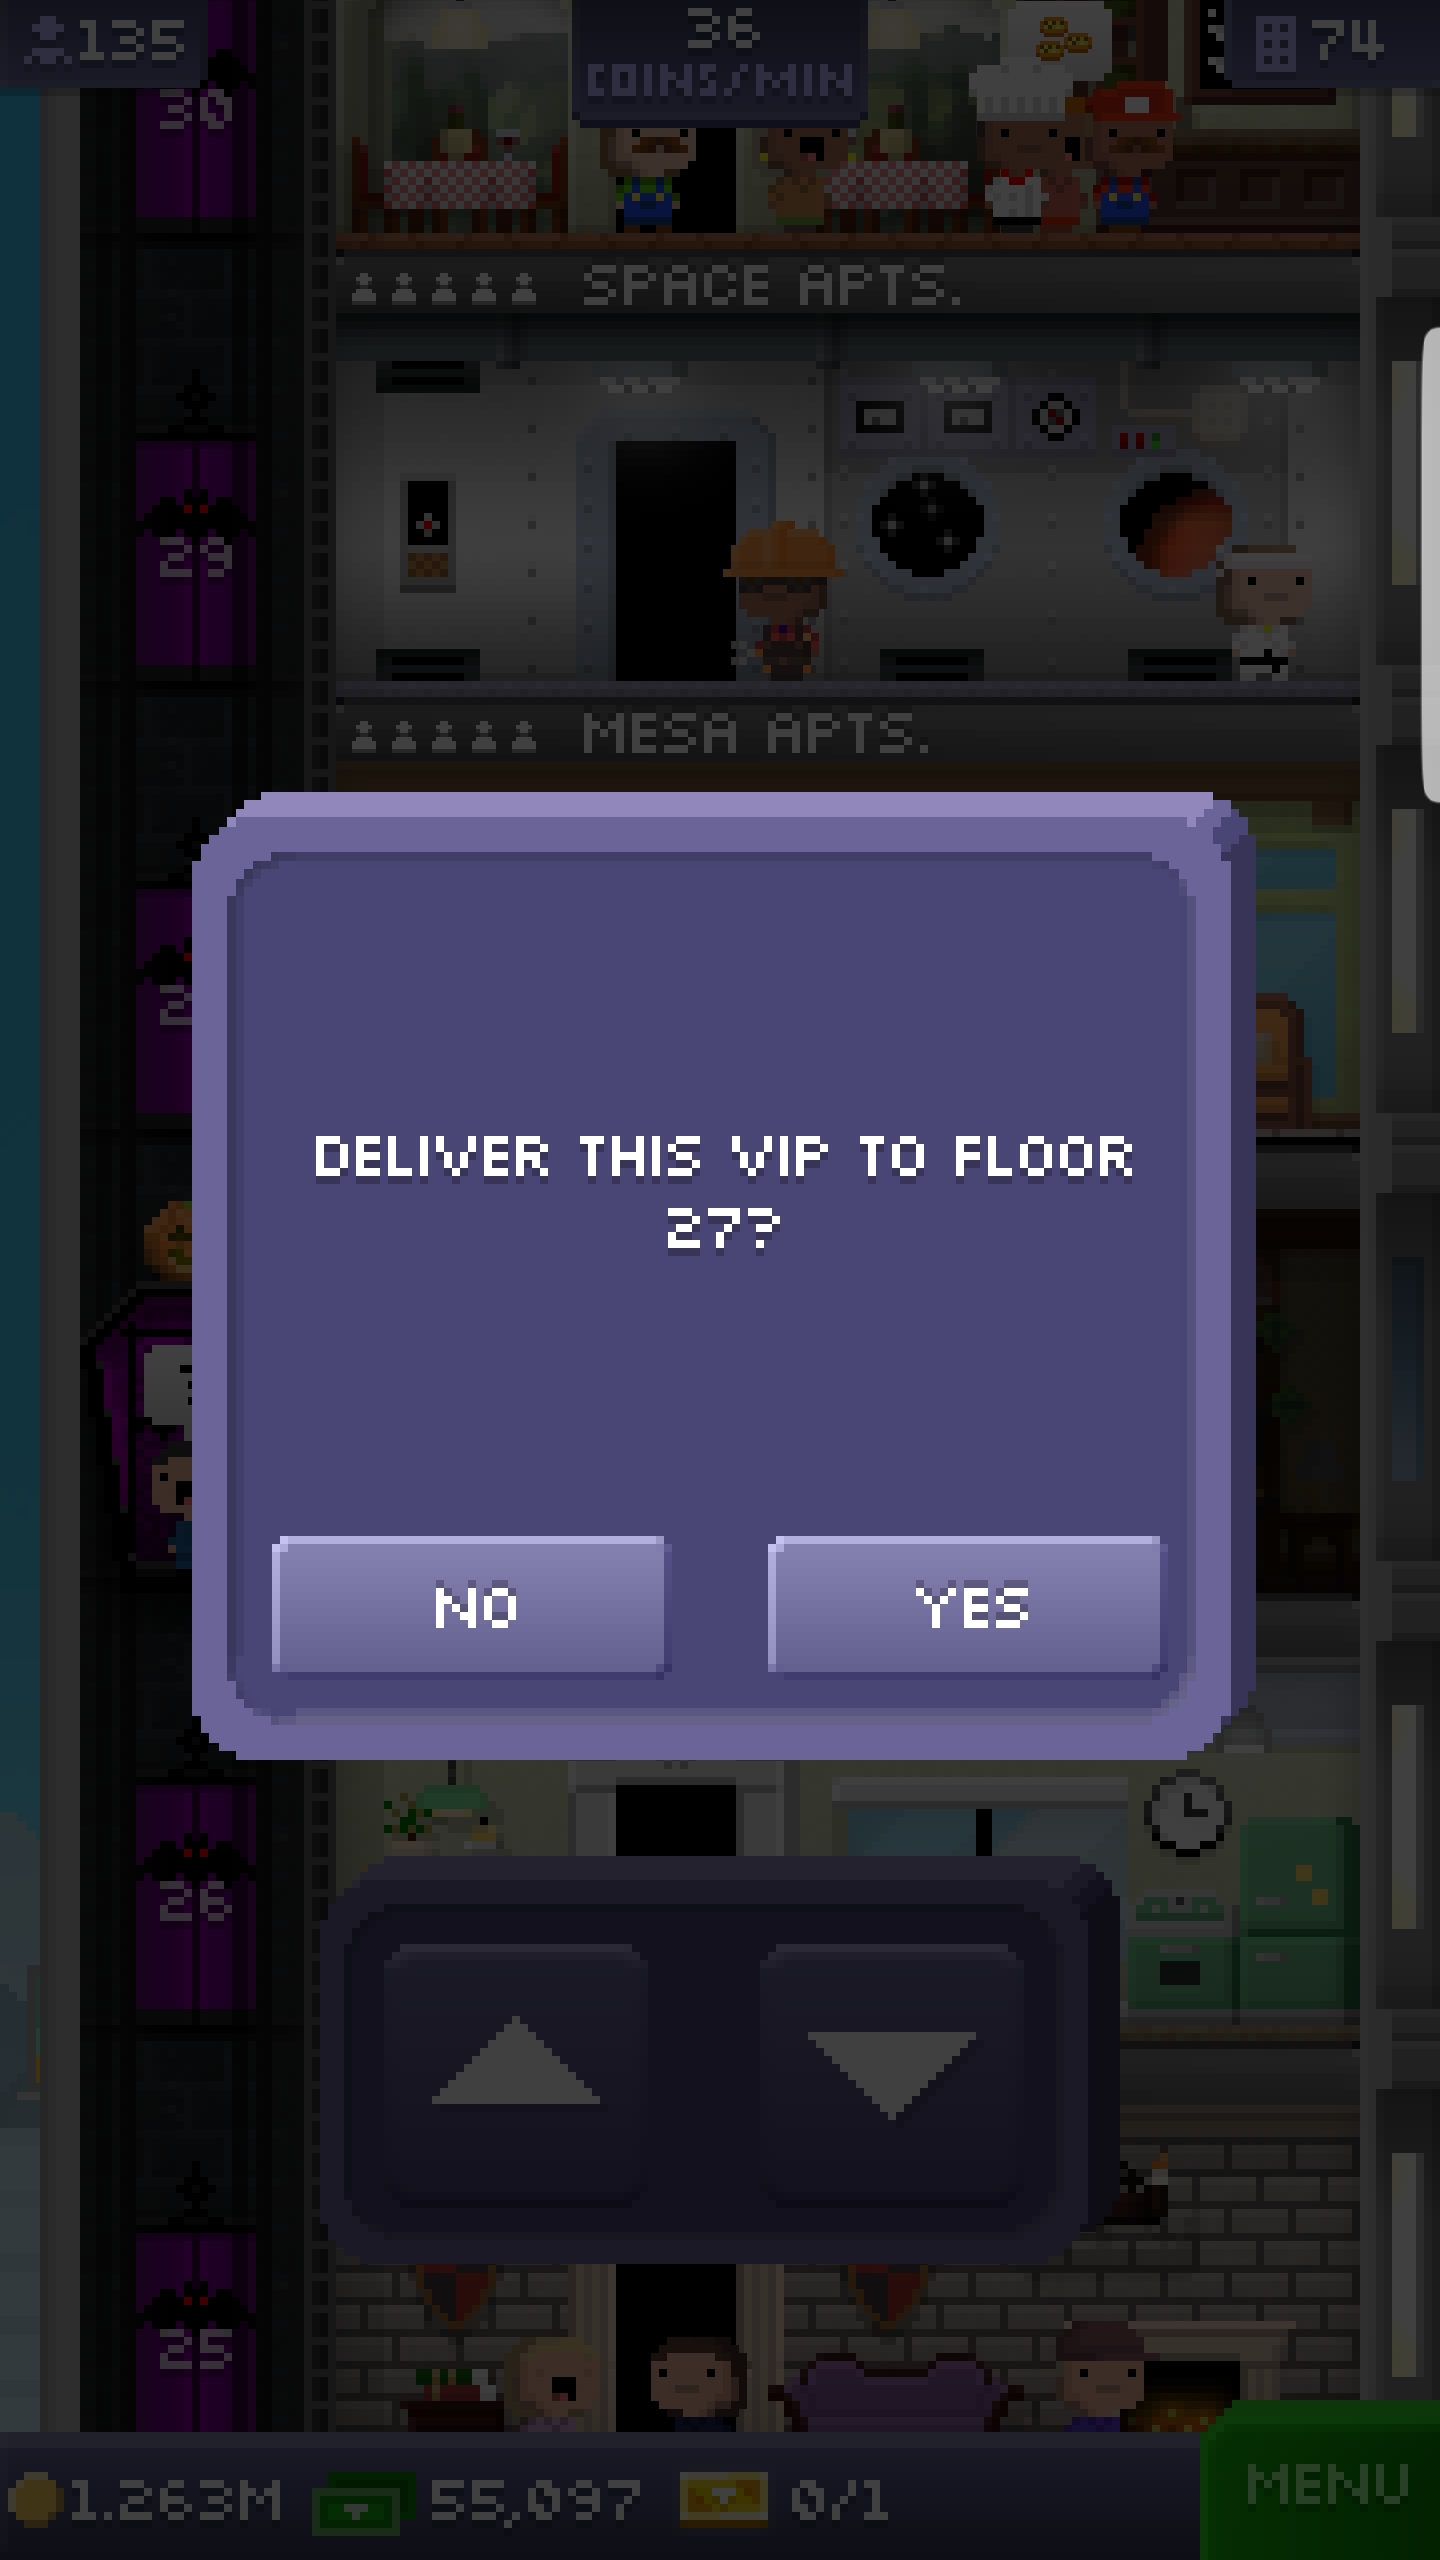 135
36
COINS/MIN
74
30
SPACE APTS.
29
MESA APTS.
DELIVER THIS VIP TO FLOOR
27?
NO
YES
26
25
1.263M
55,097
0/1
MENU